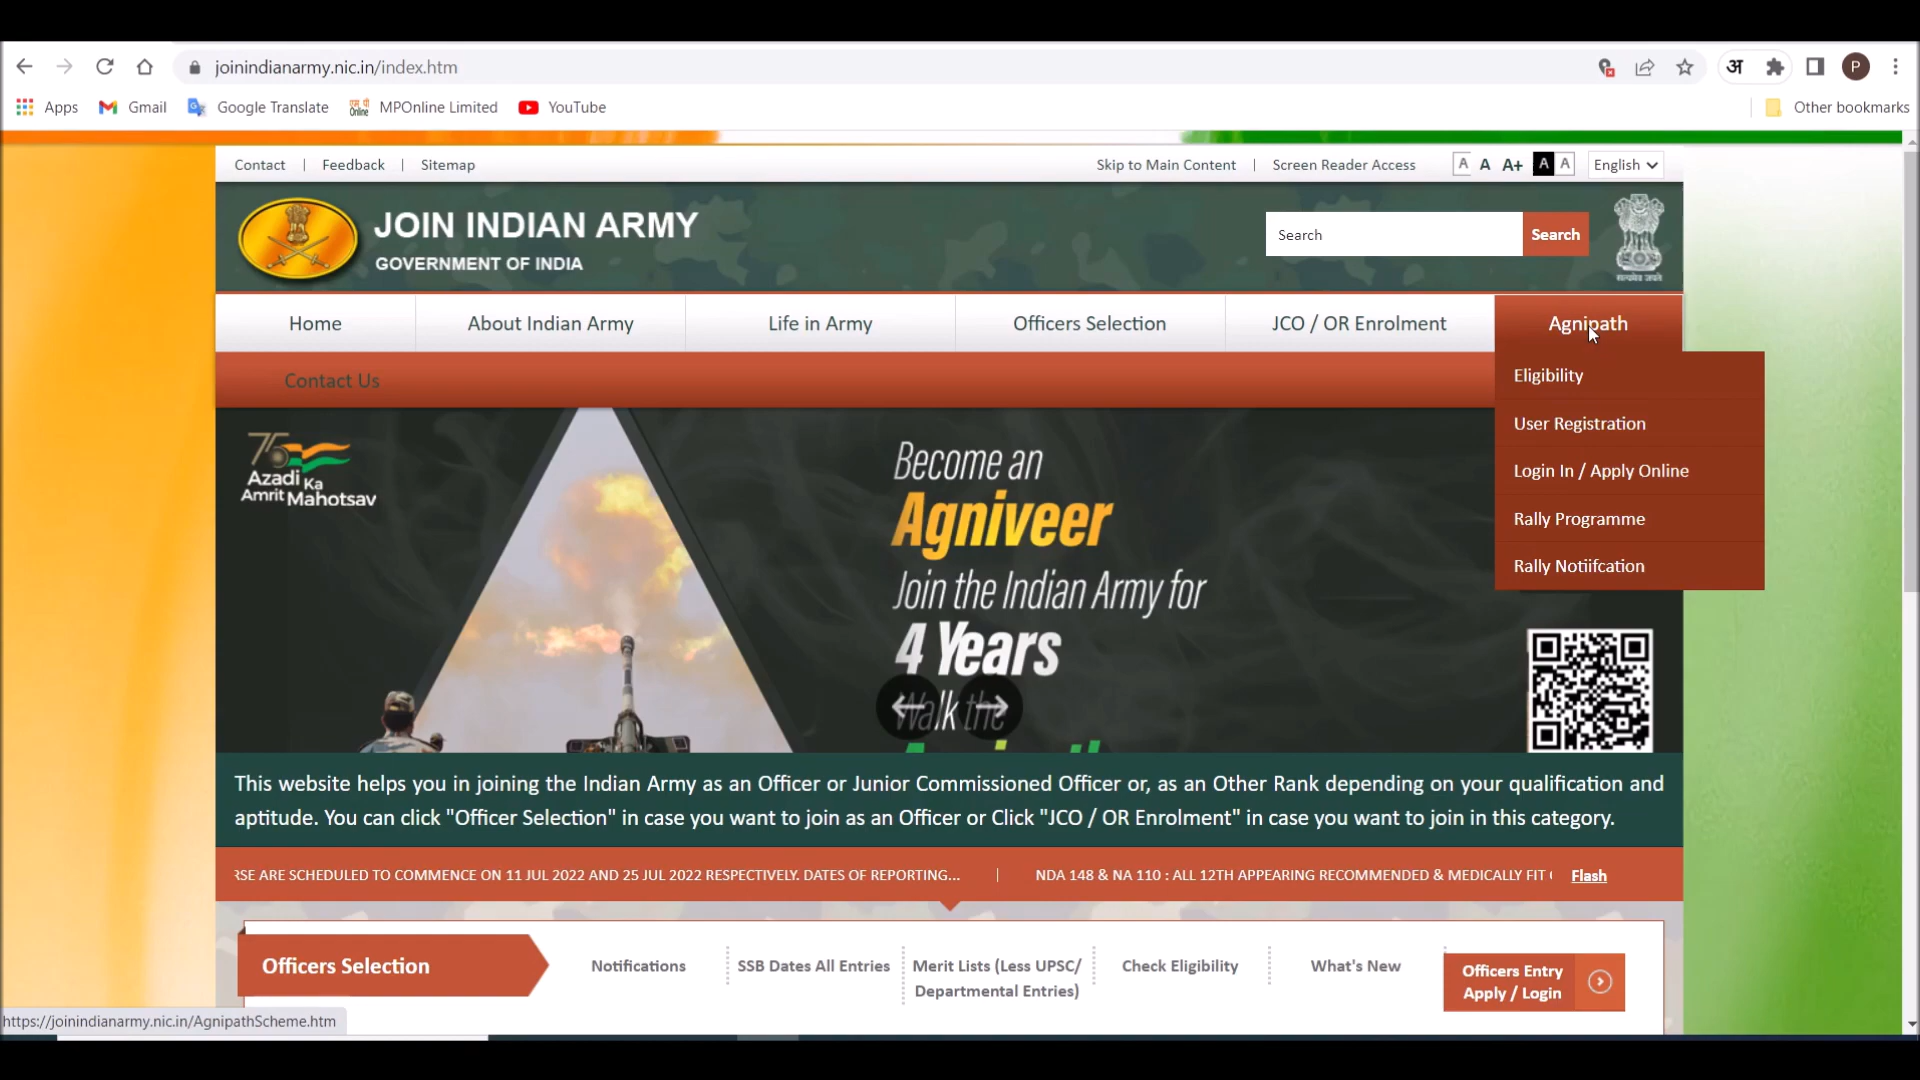 joinindianarmy.nic.in/index.htm
अ
P
Apps
Gmail
Google Translate
MPOnline Limited
YouTube
Other bookmarks
Contact | Feedback | Sitemap
Skip to Main Content | Screen Reader Access
A A A+ A A
English
JOIN INDIAN ARMY
GOVERNMENT OF INDIA
Search
Search
सत्यमेव जयते
Home
About Indian Army
Life in Army
Officers Selection
JCO / OR Enrolment
Agnipath
Contact Us
Eligibility
User Registration
Login In / Apply Online
Rally Programme
Rally Notiifcation
75
Azadi Ka
Amrit Mahotsav
Become an
Agniveer
Join the Indian Army for
4 Years
Walk the
This website helps you in joining the Indian Army as an Officer or Junior Commissioned Officer or, as an Other Rank depending on your qualification and
aptitude. You can click "Officer Selection" in case you want to join as an Officer or Click "JCO / OR Enrolment" in case you want to join in this category.
ARE SCHEDULED TO COMMENCE ON 11 JUL 2022 AND 25 JUL 2022 RESPECTIVELY. DATES OF REPORTING... | NDA 148 & NA 110 : ALL 12TH APPEARING RECOMMENDED & MEDICALLY FIT
Flash
Officers Selection
Notifications
SSB Dates All Entries
Merit Lists (Less UPSC/
Departmental Entries)
Check Eligibility
What's New
Officers Entry
Apply / Login
https://joinindianarmy.nic.in/AgnipathScheme.htm